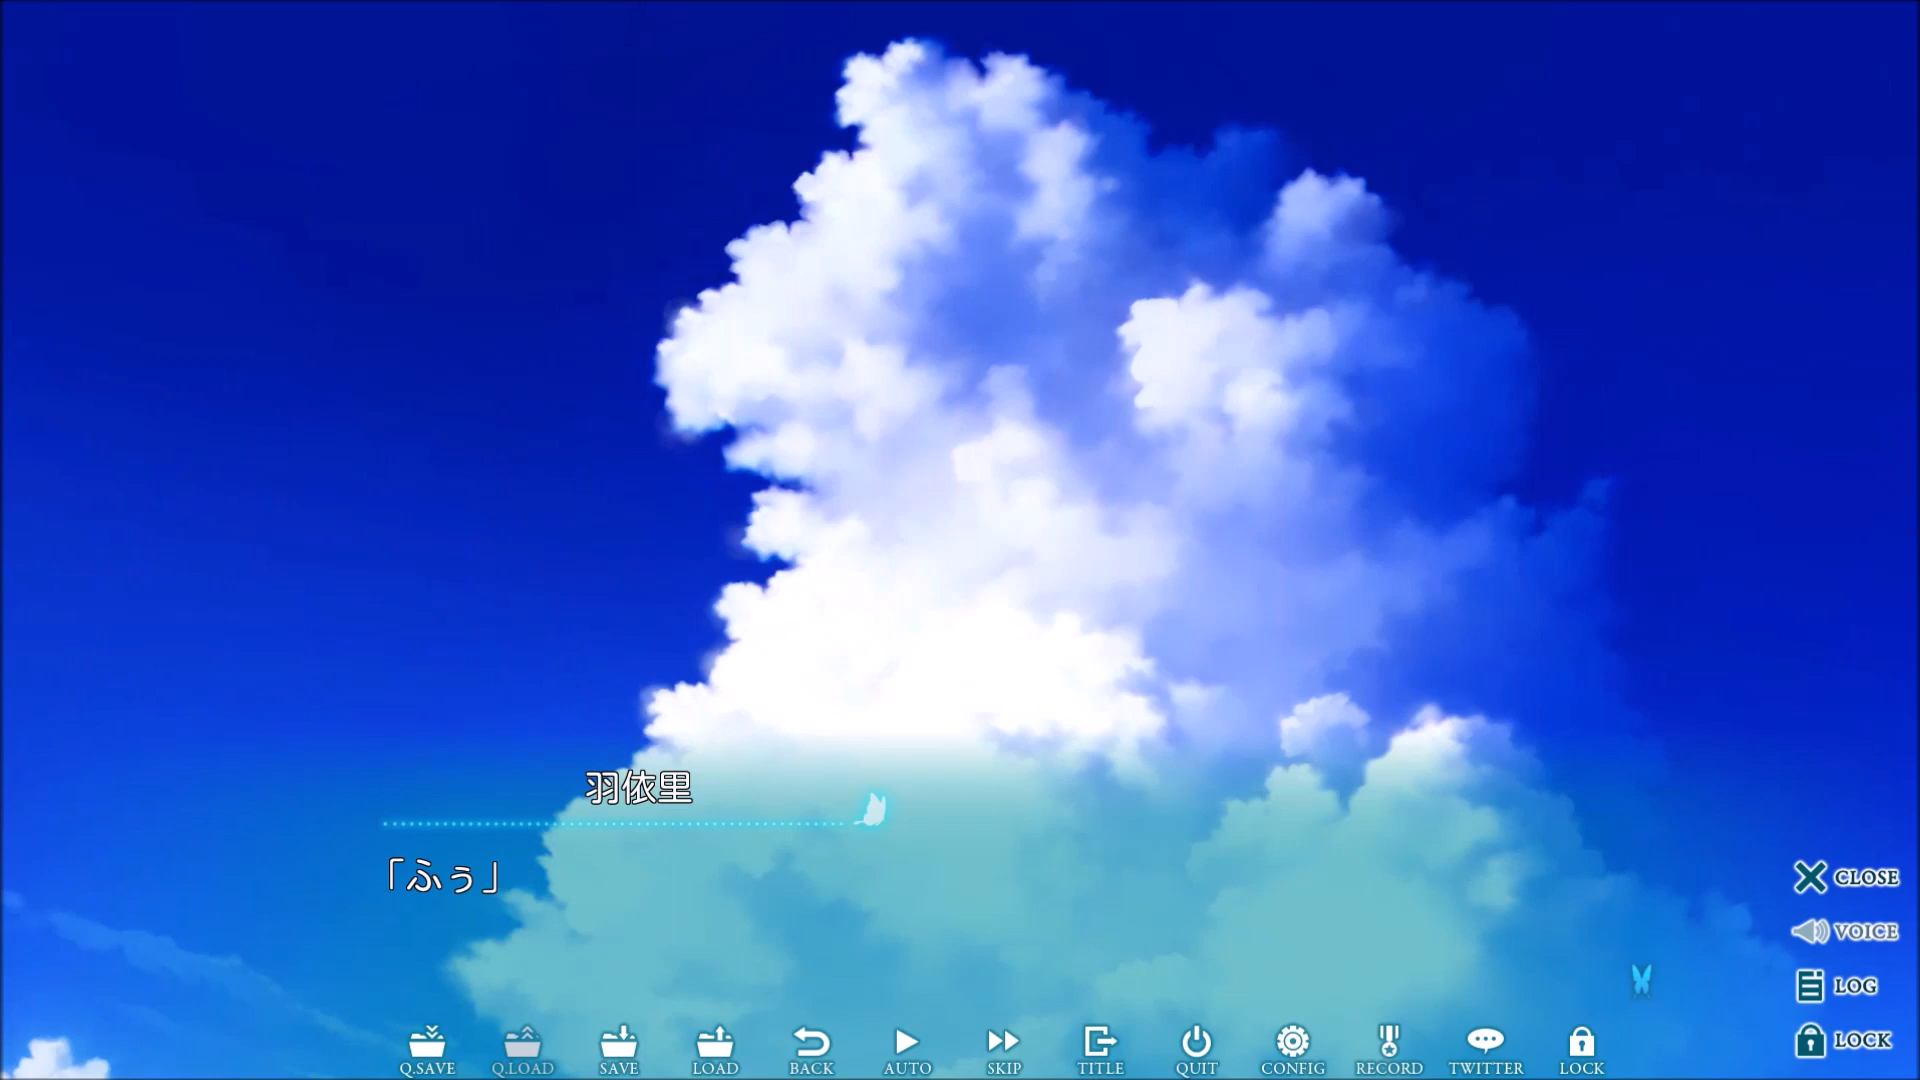 羽依里
「ふぅ」
CLOSE
VOICE
LOG
LOCK
Q.SAVE Q.LOAD SAVE LOAD BACK AUTO SKIP TITLE QUIT CONFIG RECORD TWITTER LOCK